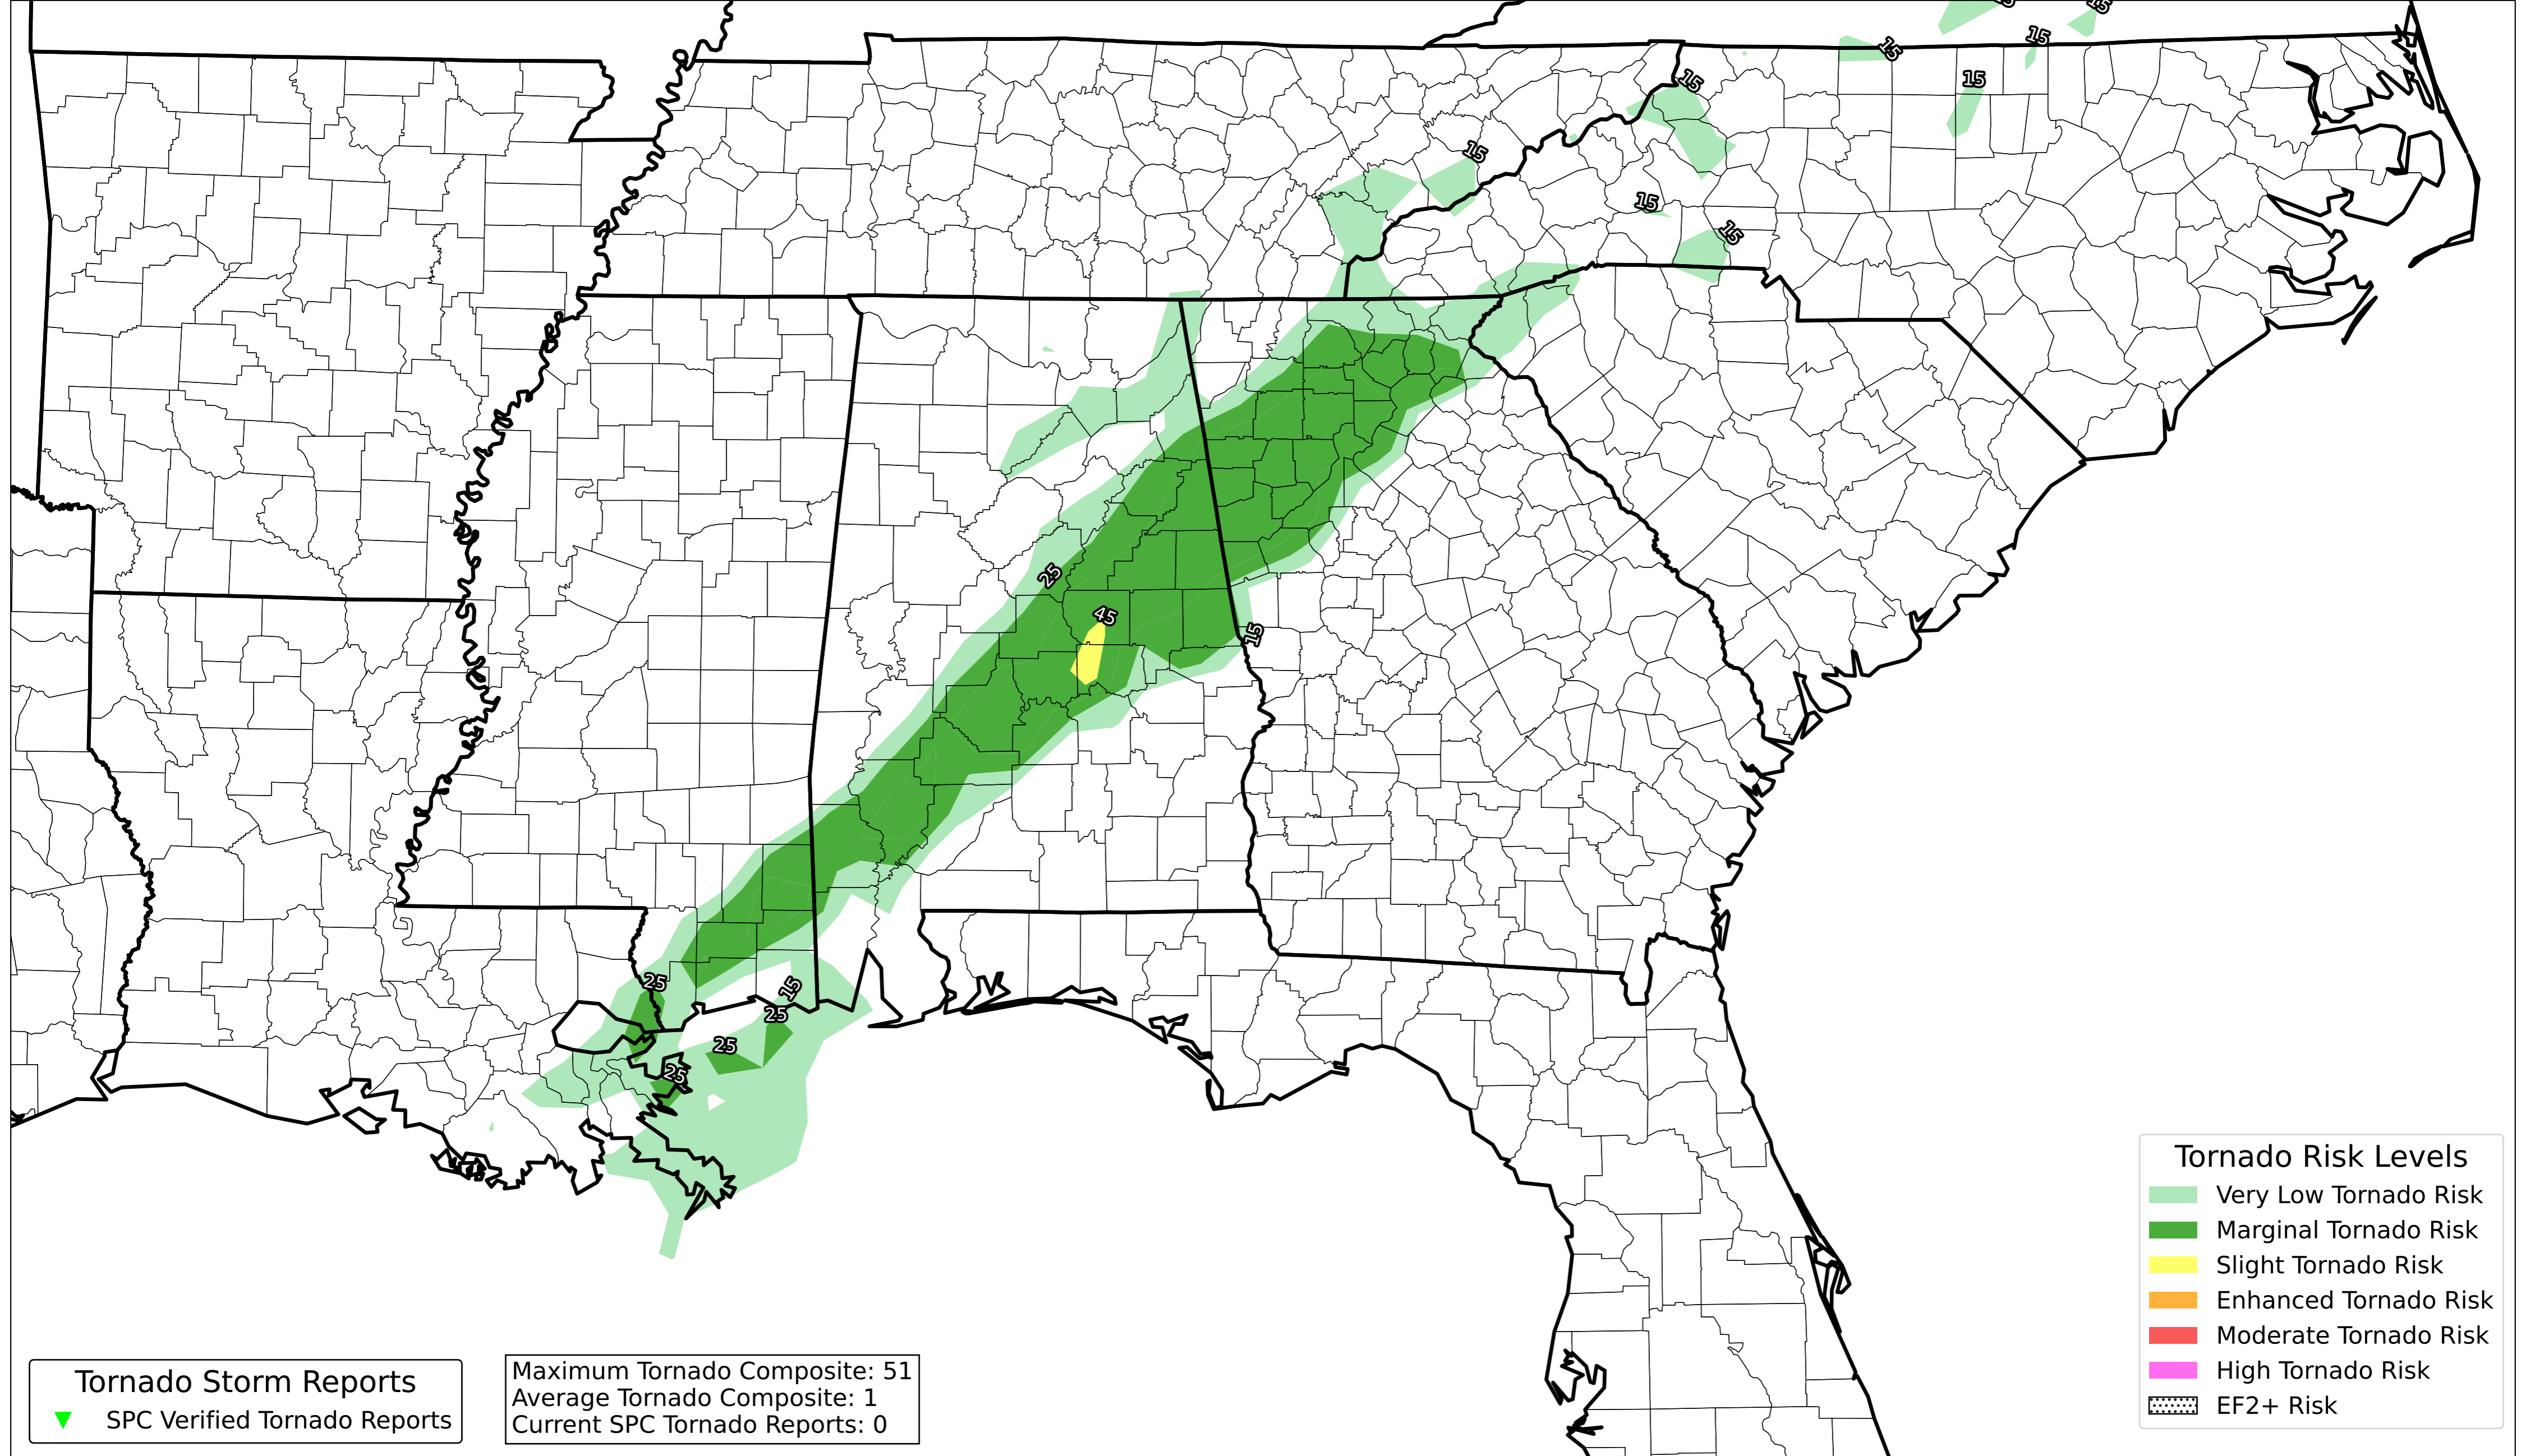 15
15
15
15
15
15
15
15
15
25
45
15
25
15
25
25
25
Tornado Risk Levels
Very Low Tornado Risk
Marginal Tornado Risk
Slight Tornado Risk
Enhanced Tornado Risk
Moderate Tornado Risk
High Tornado Risk
EF2+ Risk
Tornado Storm Reports
SPC Verified Tornado Reports
Maximum Tornado Composite: 51
Average Tornado Composite: 1
Current SPC Tornado Reports: 0